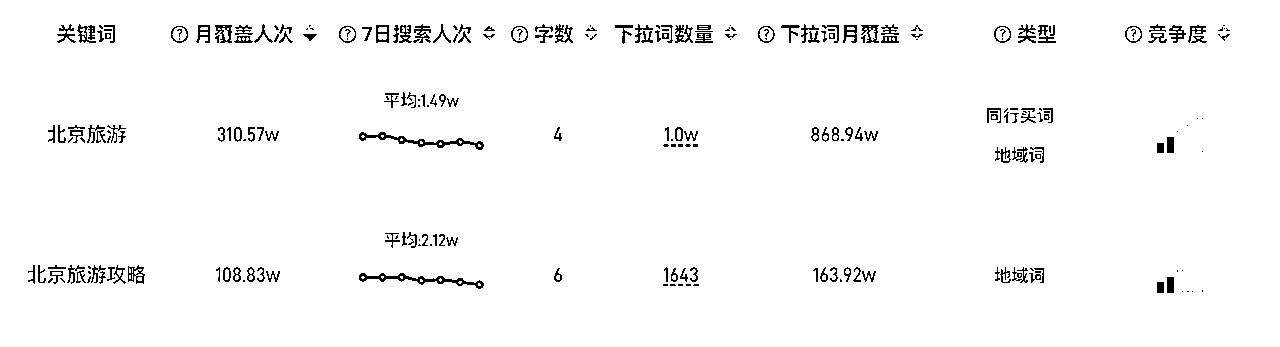 关键词 月覆盖人次 7日搜索人次 字数 下拉词数量 下拉词月覆盖 类型 竞争度
平均:1.49w
北京旅游 310.57w 4 1.0w 868.94w 同行买词
地域词
平均:2.12w
北京旅游攻略 108.83w 6 1643 163.92w 地域词